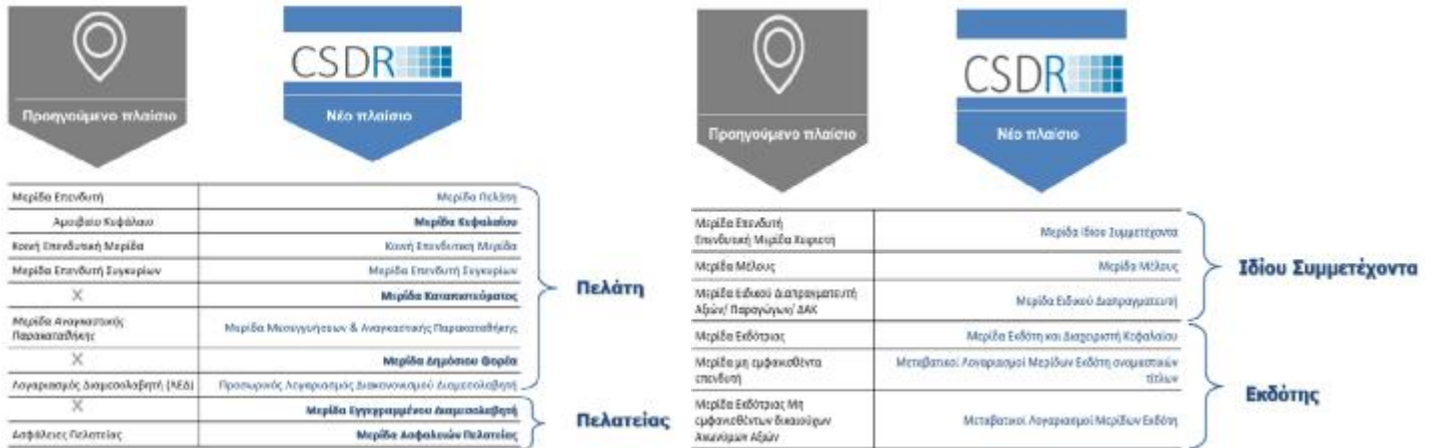 Προηγούμενο πλαίσιο
CSDR
Νέο πλαίσιο
Μερίδα Επενδυτή
Μερίδα Πελάτη
Αμοιβαίο Κεφάλαιο
Μερίδα Κεφαλαίου
Κοινή Επενδυτική Μερίδα
Κοινή Επενδυτική Μερίδα
Μερίδα Επενδυτή Συγκυρίων
Μερίδα Επενδυτή Συγκυρίων
X
Μερίδα Καταπιστεύματος
Μερίδα Αναγκαστικής
Παρακαταθήκης
Μερίδα Μεσεγγυήσεων & Αναγκαστικής Παρακαταθήκης
X
Μερίδα Δημόσιου Φορέα
Λογαριασμός Διαμεσολαβητή (ΛΕΔ)
Προσωρινός Λογαριασμός Διακανονισμού Διαμεσολαβητή
X
Μερίδα Εγγεγραμμένου Διαμεσολαβητή
Ασφάλειες Πελατείας
Μερίδα Ασφαλειών Πελατείας
Πελάτη
Πελατείας
Προηγούμενο πλαίσιο
CSDR
Νέο πλαίσιο
Μερίδα Επενδυτή
Επενδυτική Μερίδα Χειριστή
Μερίδα Ιδίου Συμμετέχοντα
Μερίδα Μέλους
Μερίδα Μέλους
Μερίδα Ειδικού Διαπραγματευτή
Αξιών/ Παραγώγων/ ΔΑΚ
Μερίδα Ειδικού Διαπραγματευτή
Μερίδα Εκδότριας
Μερίδα Εκδότη και Διαχειριστή Κεφαλαίου
Μερίδα μη εμφανισθέντα
επενδυτή
Μεταβατικοί Λογαριασμοί Μερίδων Εκδότη ονομαστικών
τίτλων
Μερίδα Εκδότριας Μη
εμφανισθέντων δικαιούχων
Ανωνύμων Αξιών
Μεταβατικοί Λογαριασμοί Μερίδων Εκδότη
Ιδίου Συμμετέχοντα
Εκδότης